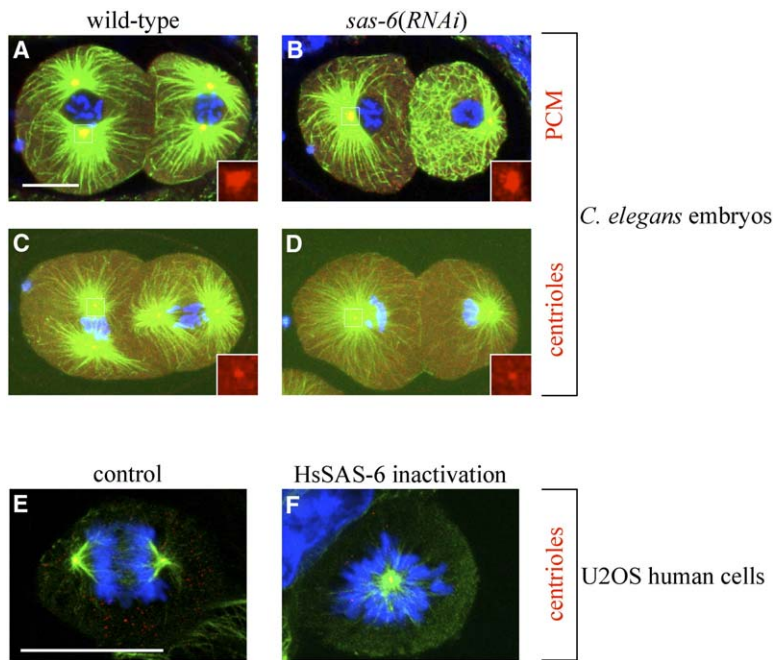 wild-type
sas-6(RNAi)
A
B
PCM
C. elegans embryos
C
D
centrioles
control
HsSAS-6 inactivation
E
F
centrioles
U2OS human cells